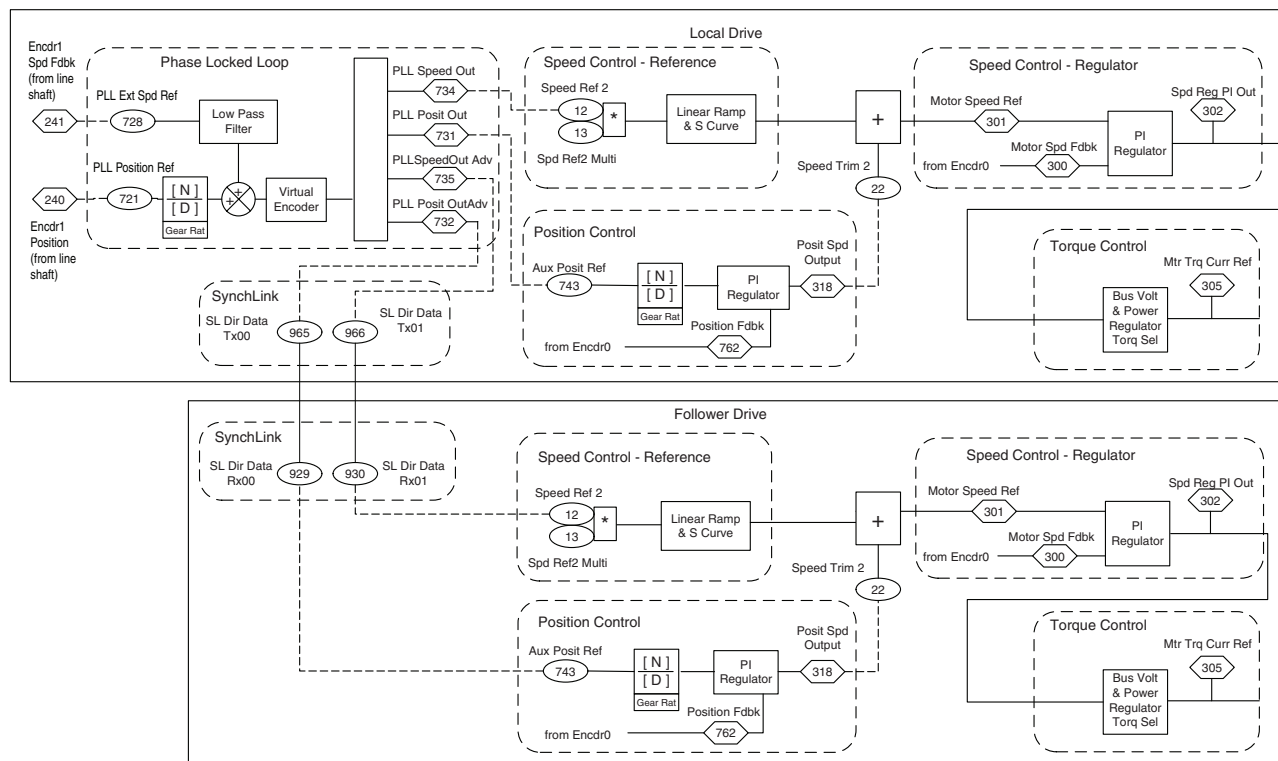 Local Drive
Encdr1
Spd Fdbk
(from line
shaft)
241
Phase Locked Loop
PLL Ext Spd Ref
728
Low Pass
Filter
PLL Position Ref
240
721
[ N ]
[ D ]
Gear Rat
+
+
Virtual
Encoder
Encdr1
Position
(from line
shaft)
PLL Speed Out
734
PLL Posit Out
731
PLLSpeedOut Adv
735
PLL Posit OutAdv
732
Speed Control - Reference
Speed Ref 2
12
13
*
Spd Ref2 Multi
Linear Ramp
& S Curve
+
Speed Trim 2
22
Speed Control - Regulator
Motor Speed Ref
301
Motor Spd Fdbk
from Encdr0
300
PI
Regulator
Spd Reg PI Out
302
Position Control
Aux Posit Ref
743
[ N ]
[ D ]
Gear Rat
PI
Regulator
Posit Spd
Output
318
Position Fdbk
from Encdr0
762
Torque Control
Mtr Trq Curr Ref
305
Bus Volt
& Power
Regulator
Torq Sel
SynchLink
SL Dir Data
Tx00
965
966
SL Dir Data
Tx01
Follower Drive
SynchLink
SL Dir Data
Rx00
929
930
SL Dir Data
Rx01
Speed Control - Reference
Speed Ref 2
12
13
*
Spd Ref2 Multi
Linear Ramp
& S Curve
+
Speed Trim 2
22
Speed Control - Regulator
Motor Speed Ref
301
Motor Spd Fdbk
from Encdr0
300
PI
Regulator
Spd Reg PI Out
302
Position Control
Aux Posit Ref
743
[ N ]
[ D ]
Gear Rat
PI
Regulator
Posit Spd
Output
318
Position Fdbk
from Encdr0
762
Torque Control
Mtr Trq Curr Ref
305
Bus Volt
& Power
Regulator
Torq Sel